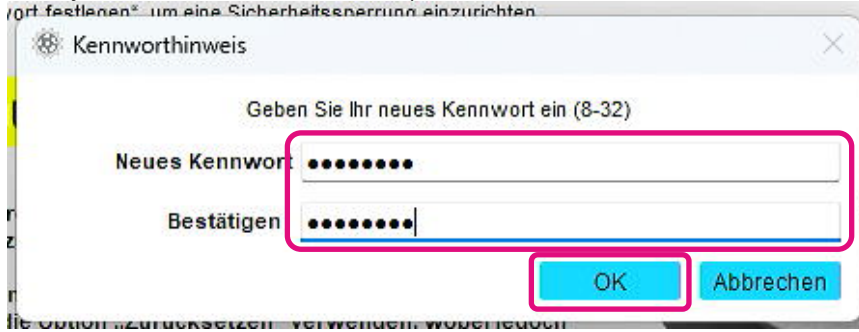 festlegen“, um eine Sicherheitssperrung einzurichten
Kennworthinweis
Geben Sie Ihr neues Kennwort ein (8-32)
Neues Kennwort ●●●●●●●●
Bestätigen ●●●●●●●●
OK Abbrechen
die Option „Zurücksetzen“ verwenden, wobei jedoch